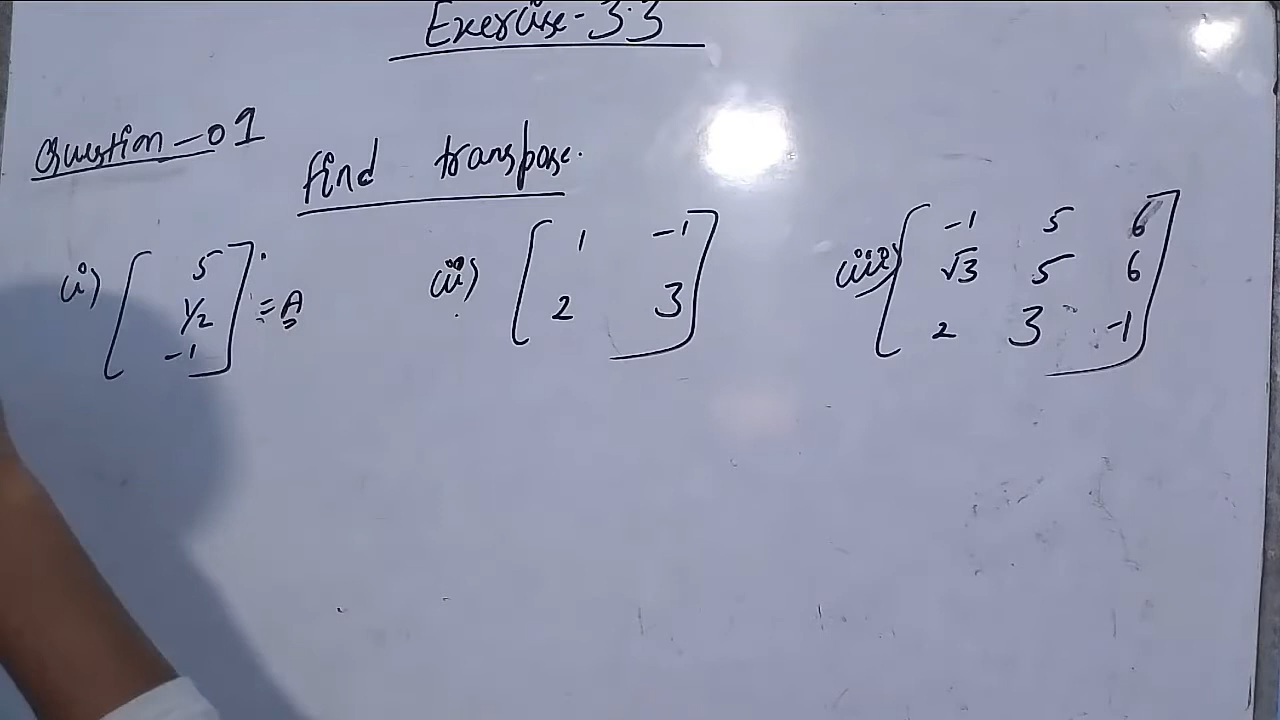 Exercise-3.3
Question-01
find transpose.
(i) [5 1/2 -1] = A
(ii) [1 -1
2 3]
(iii) [-1 5 6
√3 5 6
2 3 -1]